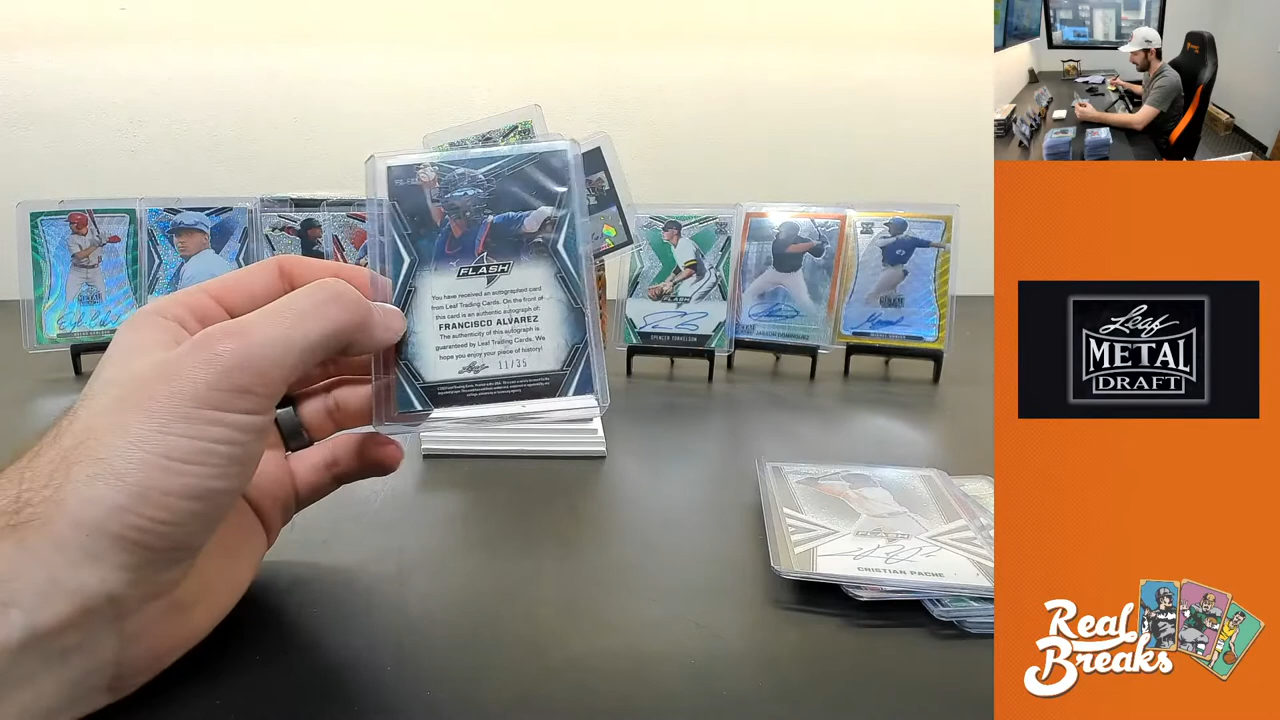 FLASH
You have received an autographed card
from Leaf Trading Cards. On the front of
this card is an authentic autograph of:
FRANCISCO ALVAREZ
The authenticity of this autograph is
guaranteed by Leaf Trading Cards. We
hope you enjoy your piece of history!
Leaf
11/35
FLASH
SPENCER TORKELSON
JASSON DOMINGUEZ
FLASH
CRISTIAN PACHE
Leaf
METAL
DRAFT
Real
Breaks